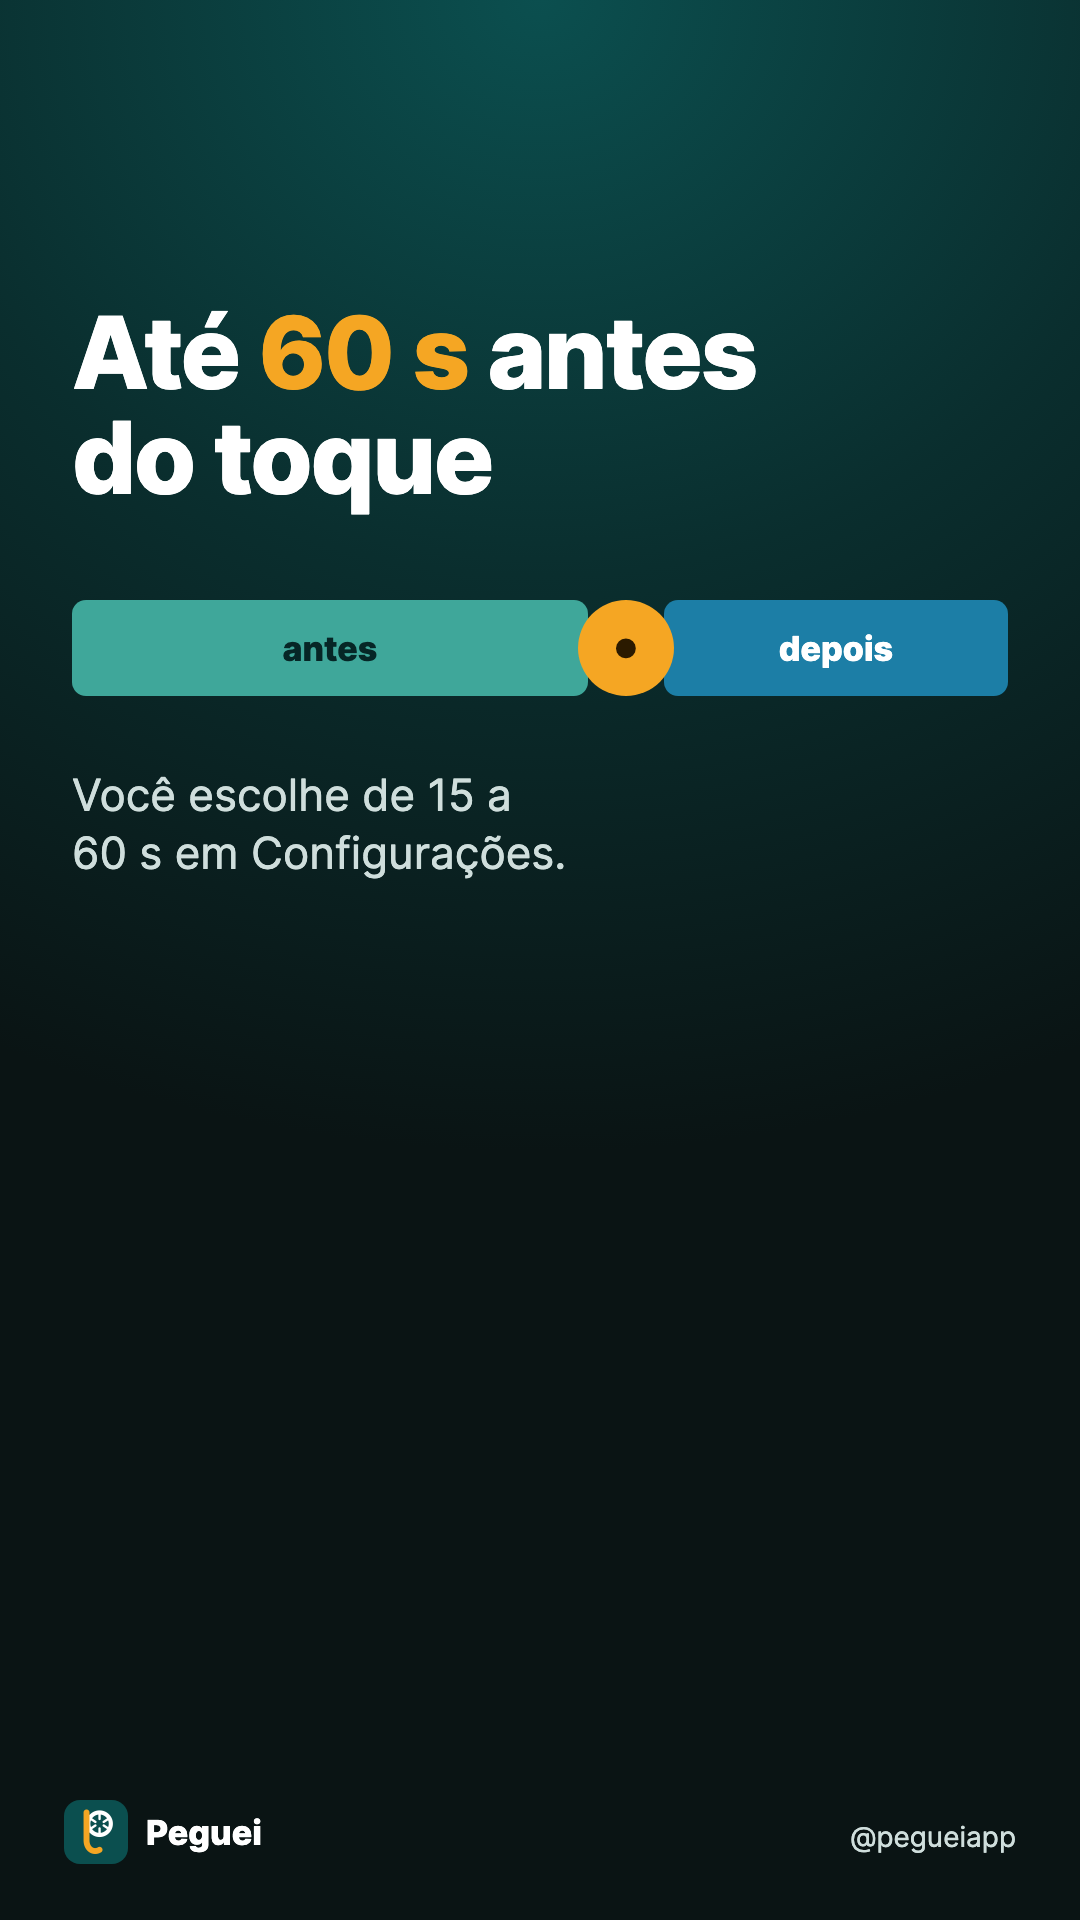 Até 60 s antes
do toque
antes
depois
Você escolhe de 15 a
60 s em Configurações.
Peguei
@pegueiapp